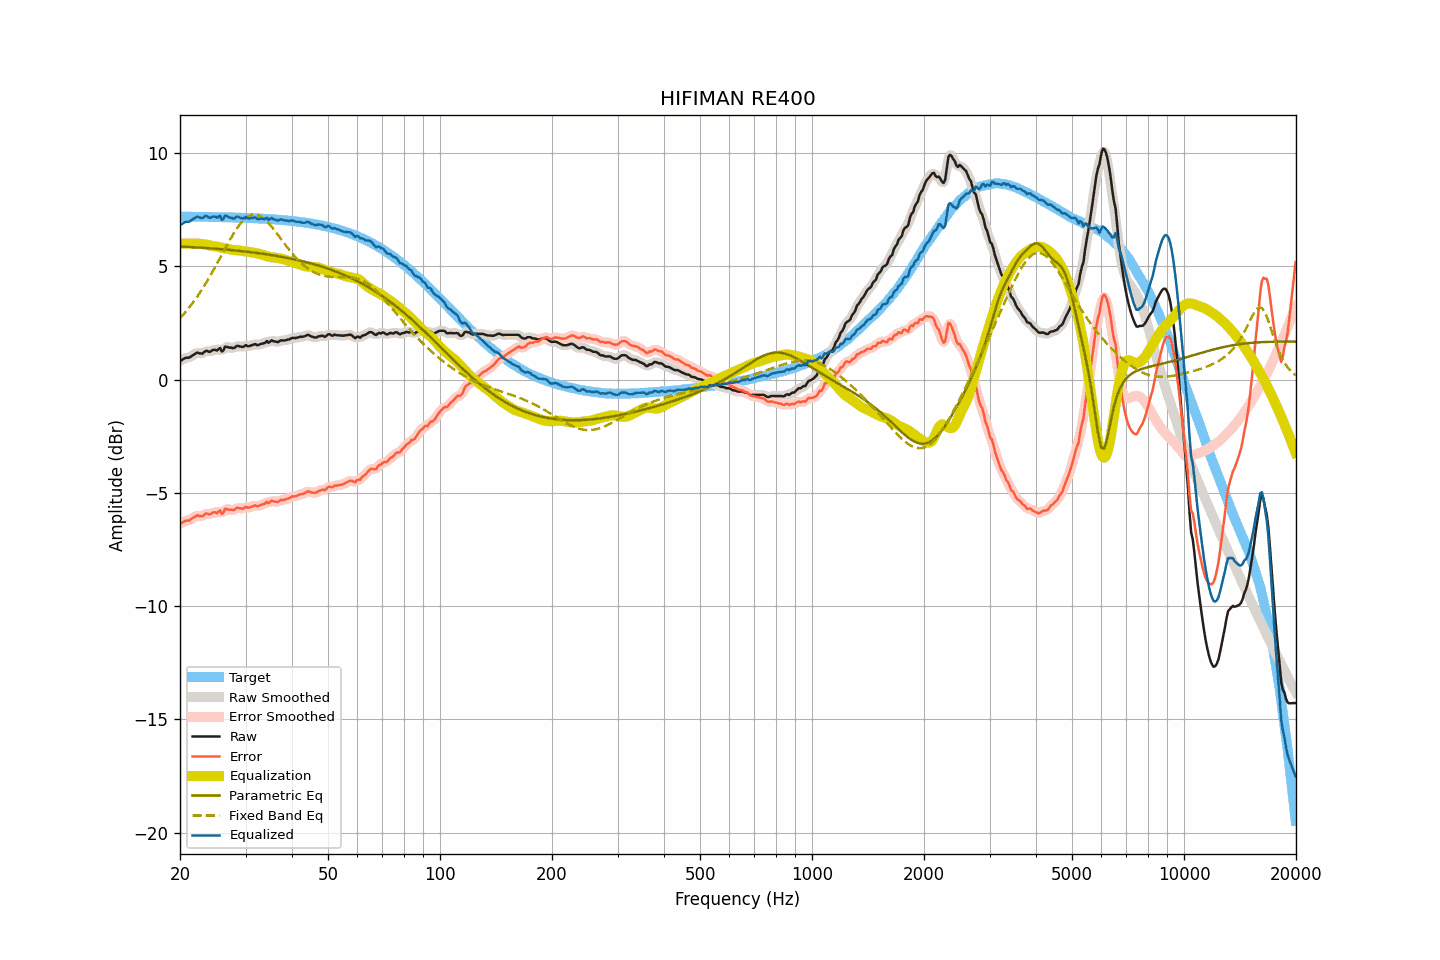 HIFIMAN RE400
Amplitude (dBr)
10
5
0
−5
−10
−15
−20
Target
Raw Smoothed
Error Smoothed
Raw
Error
Equalization
Parametric Eq
Fixed Band Eq
Equalized
20 50 100 200 500 1000 2000 5000 10000 20000
Frequency (Hz)